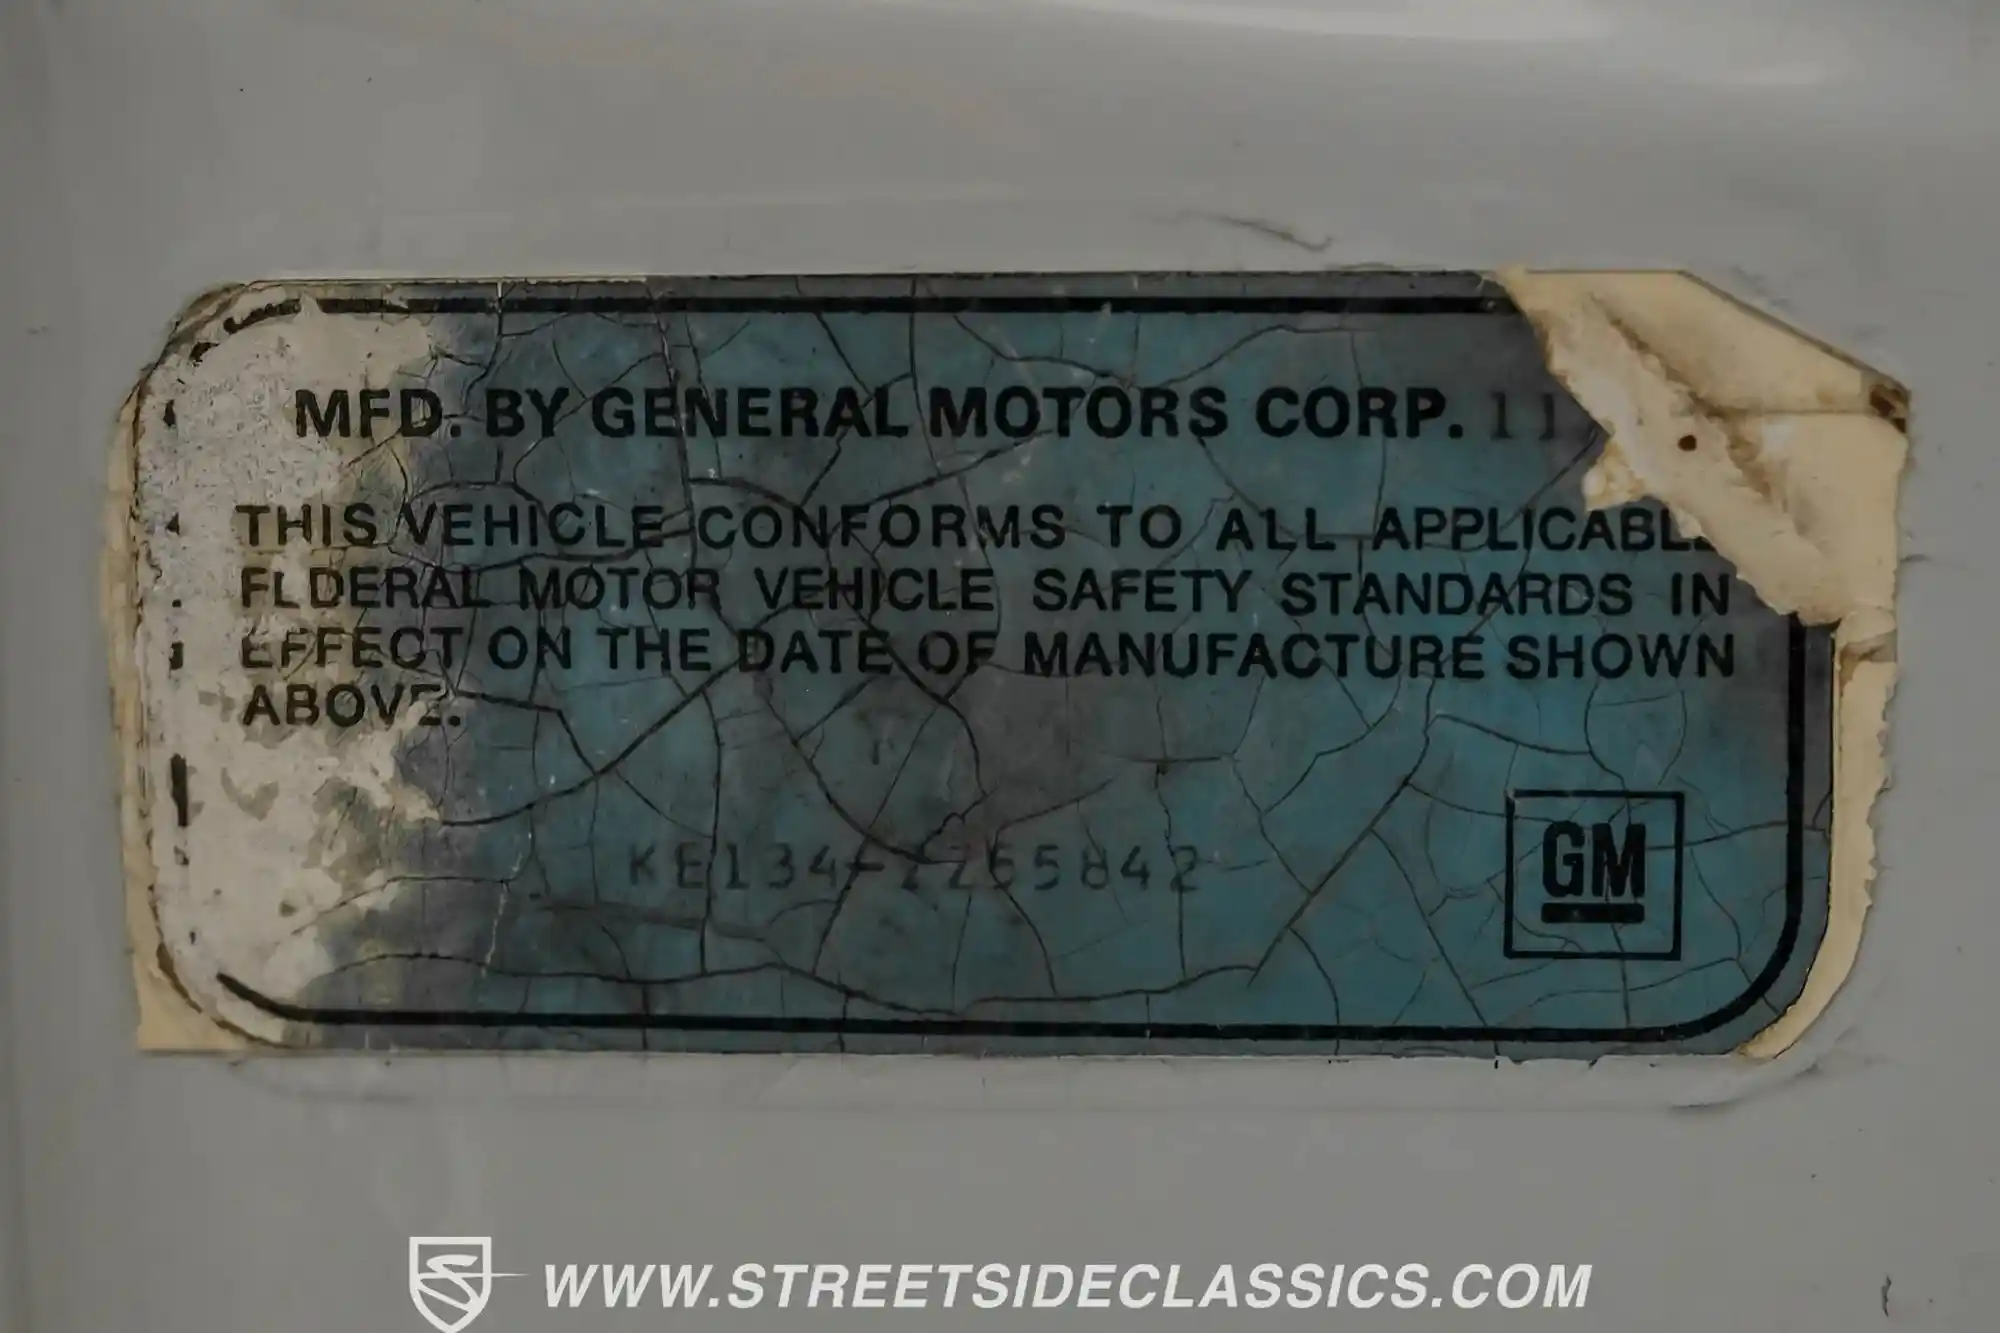 MFD. BY GENERAL MOTORS CORP. 11
THIS VEHICLE CONFORMS TO ALL APPLICABLE
FEDERAL MOTOR VEHICLE SAFETY STANDARDS IN
EFFECT ON THE DATE OF MANUFACTURE SHOWN
ABOVE.
GM
WWW.STREETSIDECLASSICS.COM